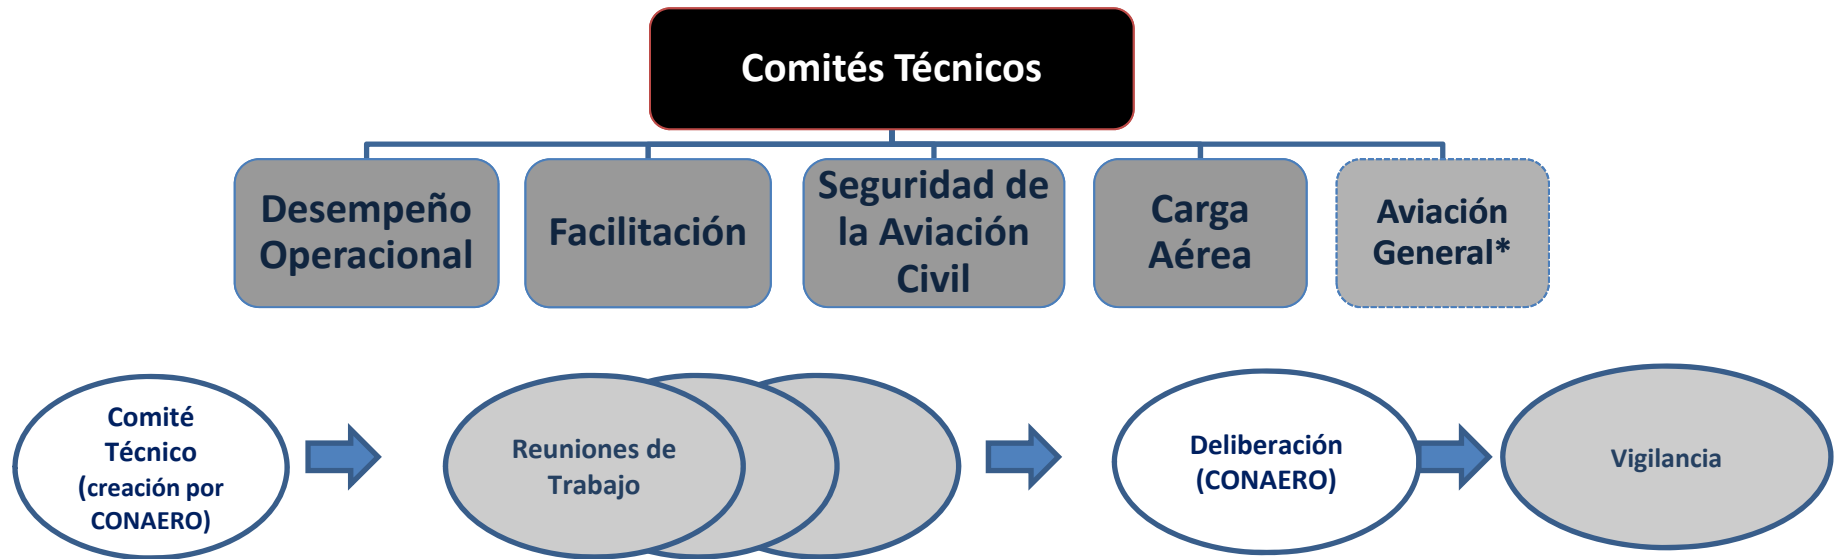 Comités Técnicos
Desempeño
Operacional
Facilitación
Seguridad de
la Aviación
Civil
Carga
Aérea
Aviación
General*
Comité
Técnico
(creación por
CONAERO)
Reuniones de
Trabajo
Deliberación
(CONAERO)
Vigilancia